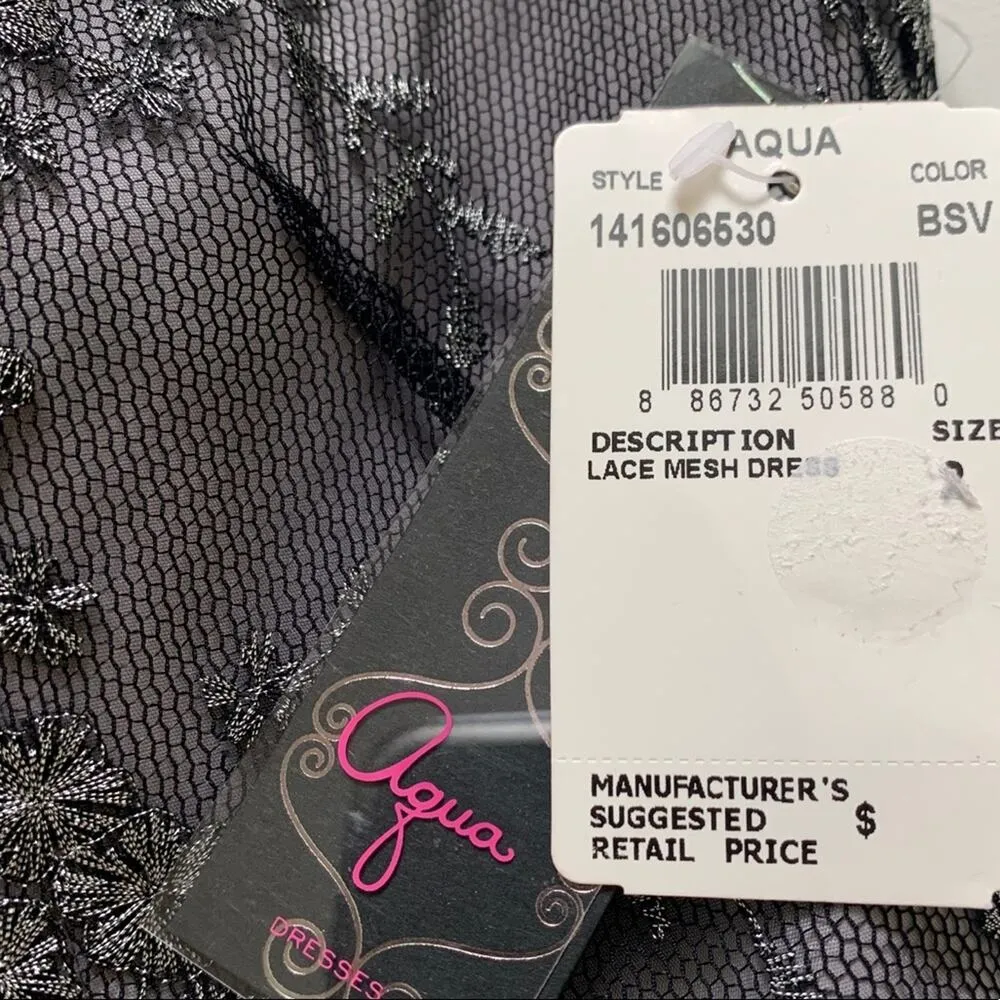 AQUA
STYLE COLOR
141606530 BSV
8 86732 50588 0
DESCRIPTION SIZE
LACE MESH DRESS
MANUFACTURER'S
SUGGESTED $
RETAIL PRICE
Aqua
DRESSES